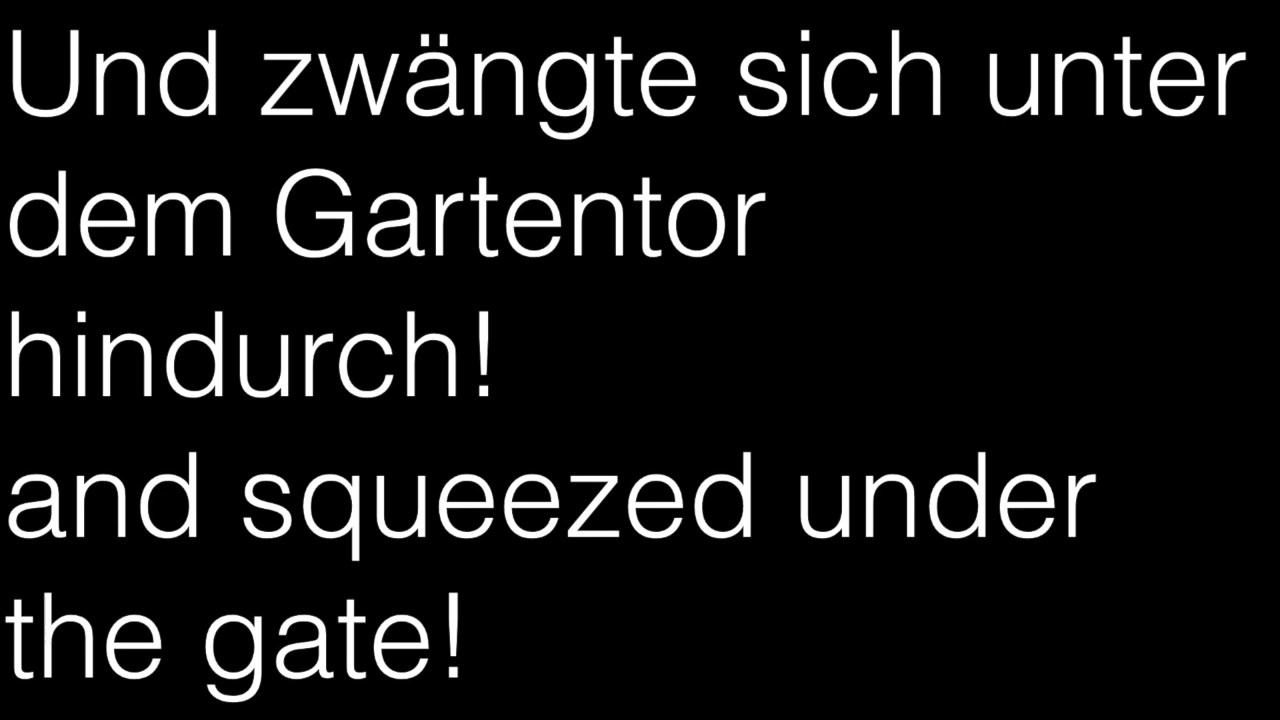 Und zwängte sich unter
dem Gartentor
hindurch!
and squeezed under
the gate!